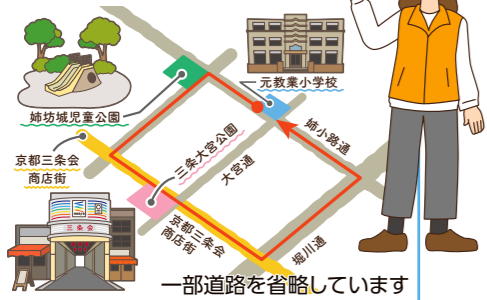 元教業小学校
姉坊城児童公園
姉小路通
三条大宮公園
大宮通
京都三条会
商店街
三条会
京都三条会
商店街
堀川通
一部道路を省略しています